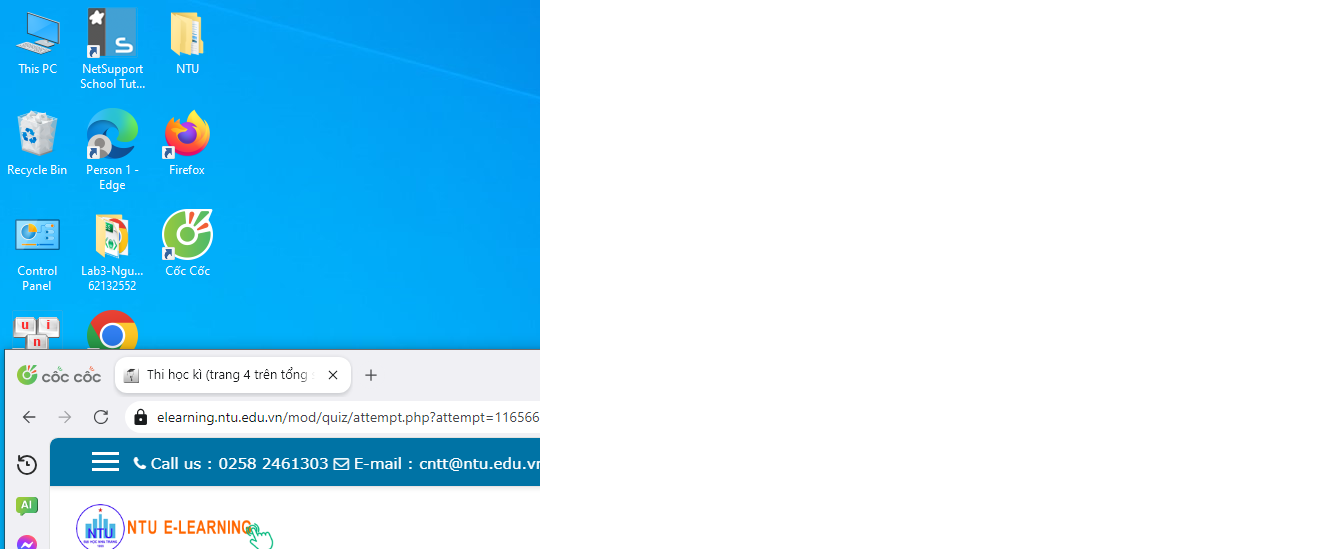 This PC
NetSupport
School Tut...
NTU
Recycle Bin
Person 1 -
Edge
Firefox
Control
Panel
Lab3-Ngu...
62132552
Cốc Cốc
u i
n
cốc cốc
Thi học kì (trang 4 trên tổng
elearning.ntu.edu.vn/mod/quiz/attempt.php?attempt=116566
Call us : 0258 2461303 E-mail : cntt@ntu.edu.vn
AI
NTU
NTU E-LEARNING